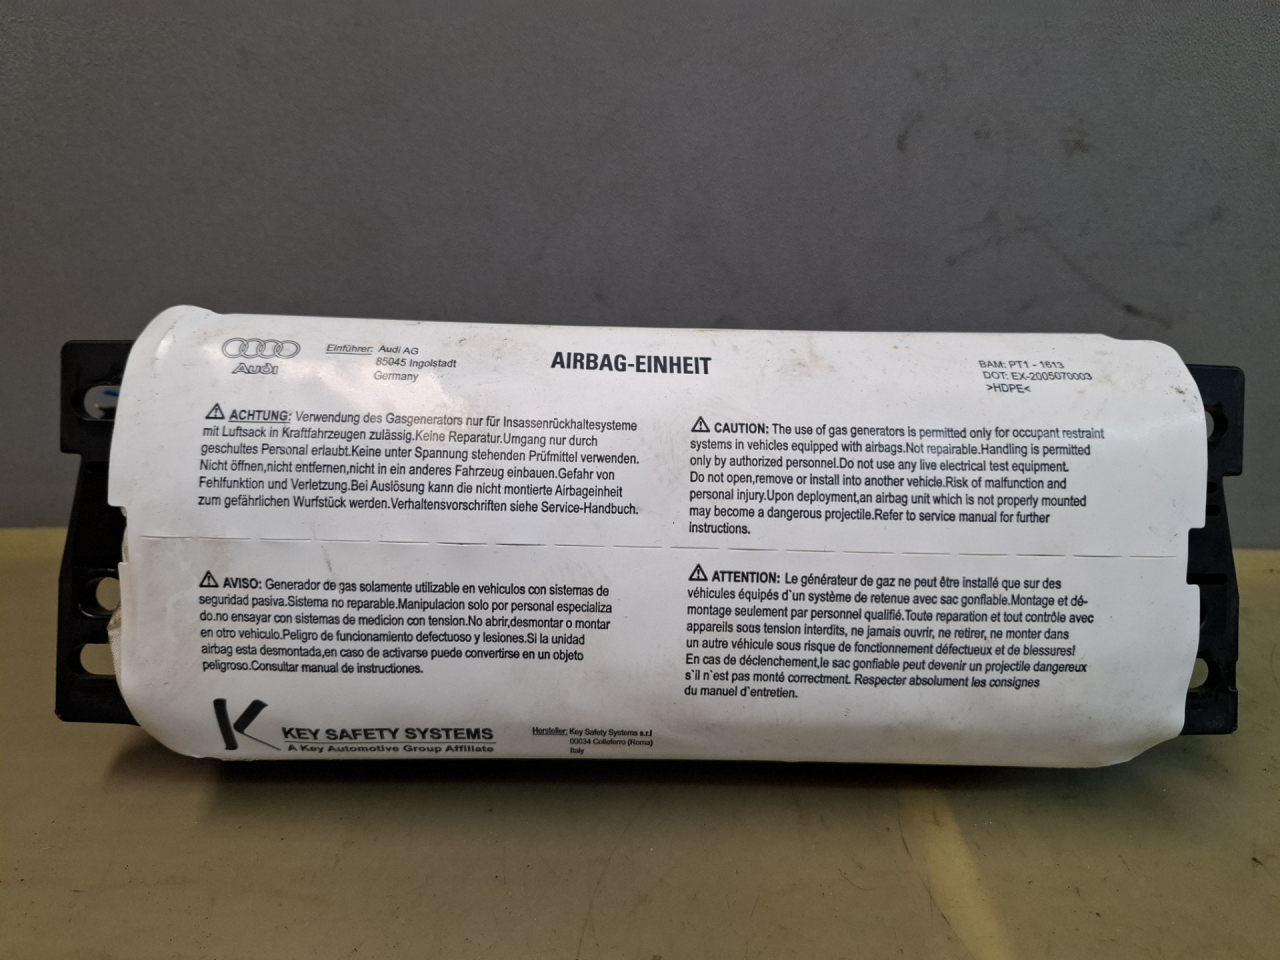 Audi
Einführer: Audi AG
85045 Ingolstadt
Germany
AIRBAG-EINHEIT
BAM: PT1 - 1613
DOT: EX-2005070003
>HDPE<
ACHTUNG: Verwendung des Gasgenerators nur für Insassenrückhaltesysteme
mit Luftsack in Kraftfahrzeugen zulässig.Keine Reparatur.Umgang nur durch
geschultes Personal erlaubt.Keine unter Spannung stehenden Prüfmittel verwenden.
Nicht öffnen,nicht entfernen,nicht in ein anderes Fahrzeug einbauen.Gefahr von
Fehlfunktion und Verletzung.Bei Auslösung kann die nicht montierte Airbageinheit
zum gefährlichen Wurfstück werden.Verhaltensvorschriften siehe Service-Handbuch.
CAUTION: The use of gas generators is permitted only for occupant restraint
systems in vehicles equipped with airbags.Not repairable.Handling is permitted
only by authorized personnel.Do not use any live electrical test equipment.
Do not open,remove or install into another vehicle.Risk of malfunction and
personal injury.Upon deployment,an airbag unit which is not properly mounted
may become a dangerous projectile.Refer to service manual for further
instructions.
AVISO: Generador de gas solamente utilizable en vehiculos con sistemas de
seguridad pasiva.Sistema no reparable.Manipulacion solo por personal especializa
do.no ensayar con sistemas de medicion con tension.No abrir,desmontar o montar
en otro vehiculo.Peligro de funcionamiento defectuoso y lesiones.Si la unidad
airbag esta desmontada,en caso de activarse puede convertirse en un objeto
peligroso.Consultar manual de instrucciones.
ATTENTION: Le générateur de gaz ne peut être installé que sur des
véhicules équipés d'un système de retenue avec sac gonflable.Montage et dé-
montage seulement par personnel qualifié.Toute reparation et tout contrôle avec
appareils sous tension interdits, ne jamais ouvrir, ne retirer, ne monter dans
un autre véhicule sous risque de fonctionnement défectueux et de blessures!
En cas de déclenchement,le sac gonfiable peut devenir un projectile dangereux
s`il n`est pas monté correctment. Respecter absolument les consignes
du manuel d`entretien.
K KEY SAFETY SYSTEMS
A Key Automotive Group Affiliate
Hersteller: Key Safety Systems s.r.l
00034 Colleferro (Roma)
Italy